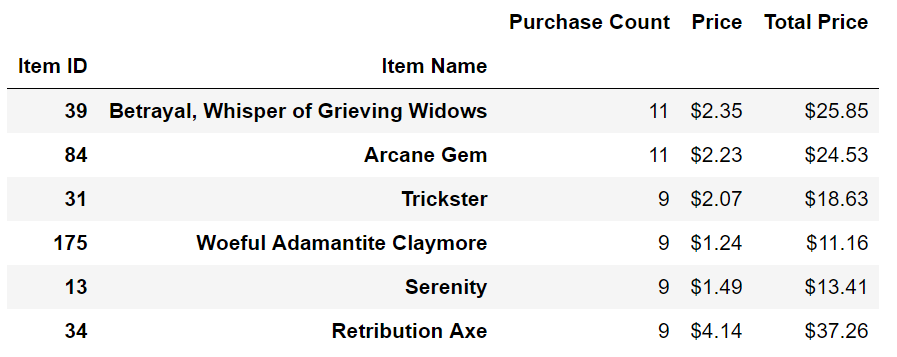 Purchase Count Price Total Price
Item ID Item Name
39 Betrayal, Whisper of Grieving Widows 11 $2.35 $25.85
84 Arcane Gem 11 $2.23 $24.53
31 Trickster 9 $2.07 $18.63
175 Woeful Adamantite Claymore 9 $1.24 $11.16
13 Serenity 9 $1.49 $13.41
34 Retribution Axe 9 $4.14 $37.26